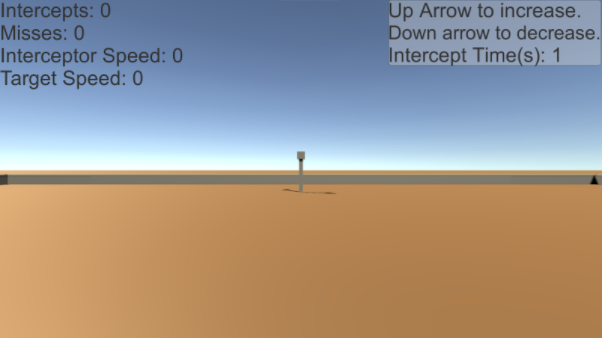 Intercepts: 0
Misses: 0
Interceptor Speed: 0
Target Speed: 0
Up Arrow to increase.
Down arrow to decrease.
Intercept Time(s): 1